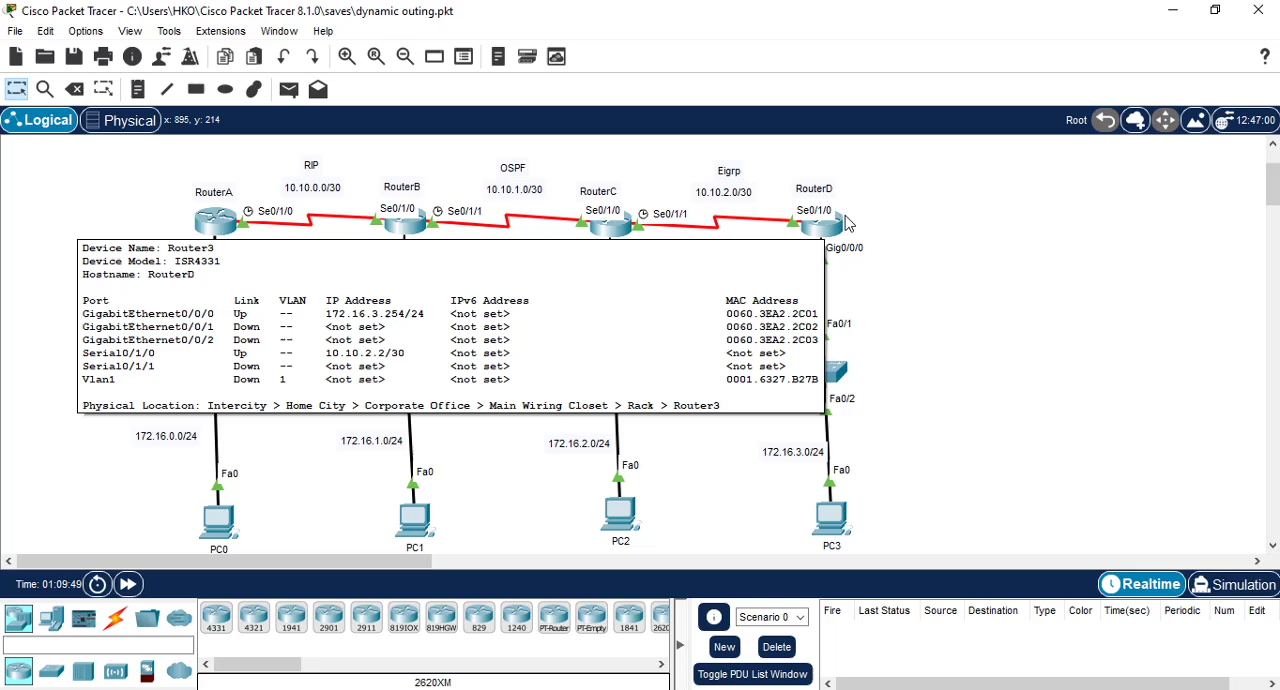 Cisco Packet Tracer - C:\Users\HKO\Cisco Packet Tracer 8.1.0\saves\dynamic outing.pkt
File Edit Options View Tools Extensions Window Help
?
Logical Physical x: 895, y: 214 Root 12:47:00
RIP OSPF Eigrp
RouterA 10.10.0.0/30 RouterB 10.10.1.0/30 RouterC 10.10.2.0/30 RouterD
Se0/1/0 Se0/1/0 Se0/1/1 Se0/1/0 Se0/1/1 Se0/1/0
Gig0/0/0
Device Name: Router3
Device Model: ISR4331
Hostname: RouterD
Port Link VLAN IP Address IPv6 Address MAC Address
GigabitEthernet0/0/0 Up -- 172.16.3.254/24 <not set> 0060.3EA2.2C01
GigabitEthernet0/0/1 Down -- <not set> <not set> 0060.3EA2.2C02
GigabitEthernet0/0/2 Down -- <not set> <not set> 0060.3EA2.2C03
Serial0/1/0 Up -- 10.10.2.2/30 <not set> <not set>
Serial0/1/1 Down -- <not set> <not set> <not set>
Vlan1 Down 1 <not set> <not set> 0001.6327.B27B
Physical Location: Intercity > Home City > Corporate Office > Main Wiring Closet > Rack > Router3
Fa0/1
Fa0/2
172.16.0.0/24 172.16.1.0/24 172.16.2.0/24 172.16.3.0/24
Fa0 Fa0 Fa0 Fa0
PC0 PC1 PC2 PC3
Time: 01:09:49 Realtime Simulation
4331 4321 1941 2901 2911 819IOX 819HGW 829 1240 PT-Router PT-Empty 1841 2620
2620XM
Scenario 0
New Delete
Toggle PDU List Window
Fire Last Status Source Destination Type Color Time(sec) Periodic Num Edit